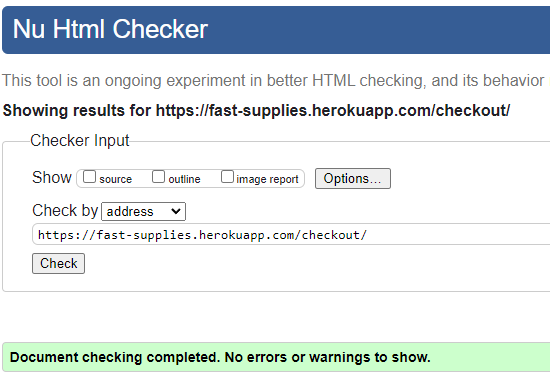 Nu Html Checker
This tool is an ongoing experiment in better HTML checking, and its behavior
Showing results for https://fast-supplies.herokuapp.com/checkout/
Checker Input
Show source outline image report Options...
Check by address
https://fast-supplies.herokuapp.com/checkout/
Check
Document checking completed. No errors or warnings to show.